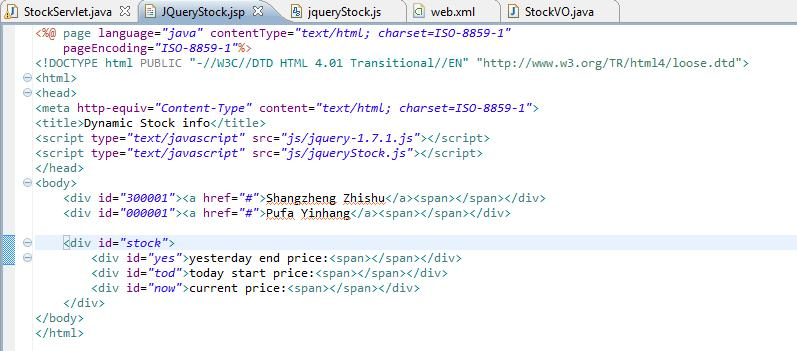 StockServlet.java JQueryStock.jsp jqueryStock.js web.xml StockVO.java
<%@ page language="java" contentType="text/html; charset=ISO-8859-1"
    pageEncoding="ISO-8859-1"%>
<!DOCTYPE html PUBLIC "-//W3C//DTD HTML 4.01 Transitional//EN" "http://www.w3.org/TR/html4/loose.dtd">
<html>
<head>
<meta http-equiv="Content-Type" content="text/html; charset=ISO-8859-1">
<title>Dynamic Stock info</title>
<script type="text/javascript" src="js/jquery-1.7.1.js"></script>
<script type="text/javascript" src="js/jqueryStock.js"></script>
</head>
<body>
    <div id="300001"><a href="#">Shangzheng Zhishu</a><span></span></div>
    <div id="000001"><a href="#">Pufa Yinhang</a><span></span></div>
    <div id="stock">
        <div id="yes">yesterday end price:<span></span></div>
        <div id="tod">today start price:<span></span></div>
        <div id="now">current price:<span></span></div>
    </div>
</body>
</html>